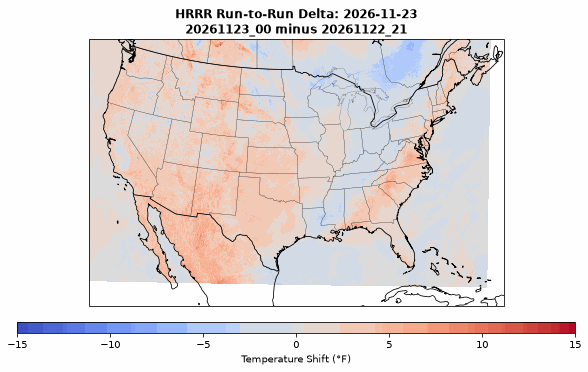 HRRR Run-to-Run Delta: 2026-11-23
20261123_00 minus 20261122_21
−15 −10 −5 0 5 10 15
Temperature Shift (°F)